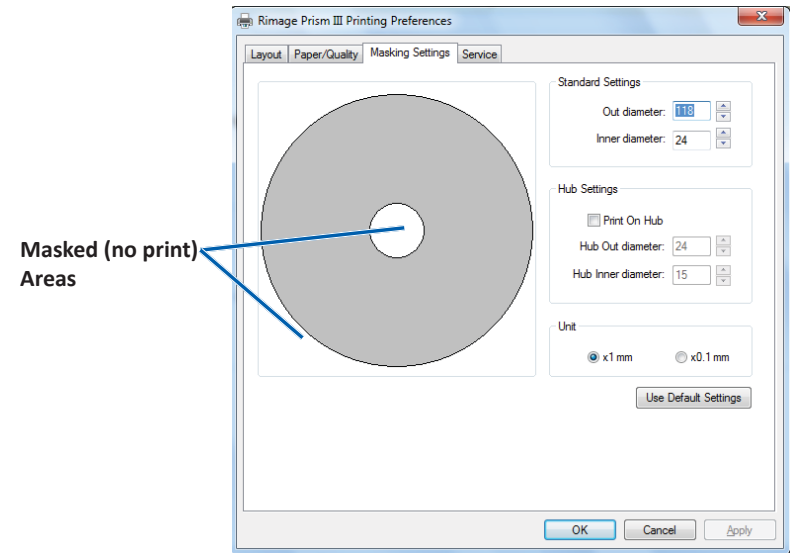 Rimage Prism III Printing Preferences
Layout Paper/Quality Masking Settings Service
Standard Settings
Out diameter: 118
Inner diameter: 24
Hub Settings
Print On Hub
Hub Out diameter: 24
Hub Inner diameter: 15
Masked (no print)
Areas
Unit
x1 mm x0.1 mm
Use Default Settings
OK Cancel Apply